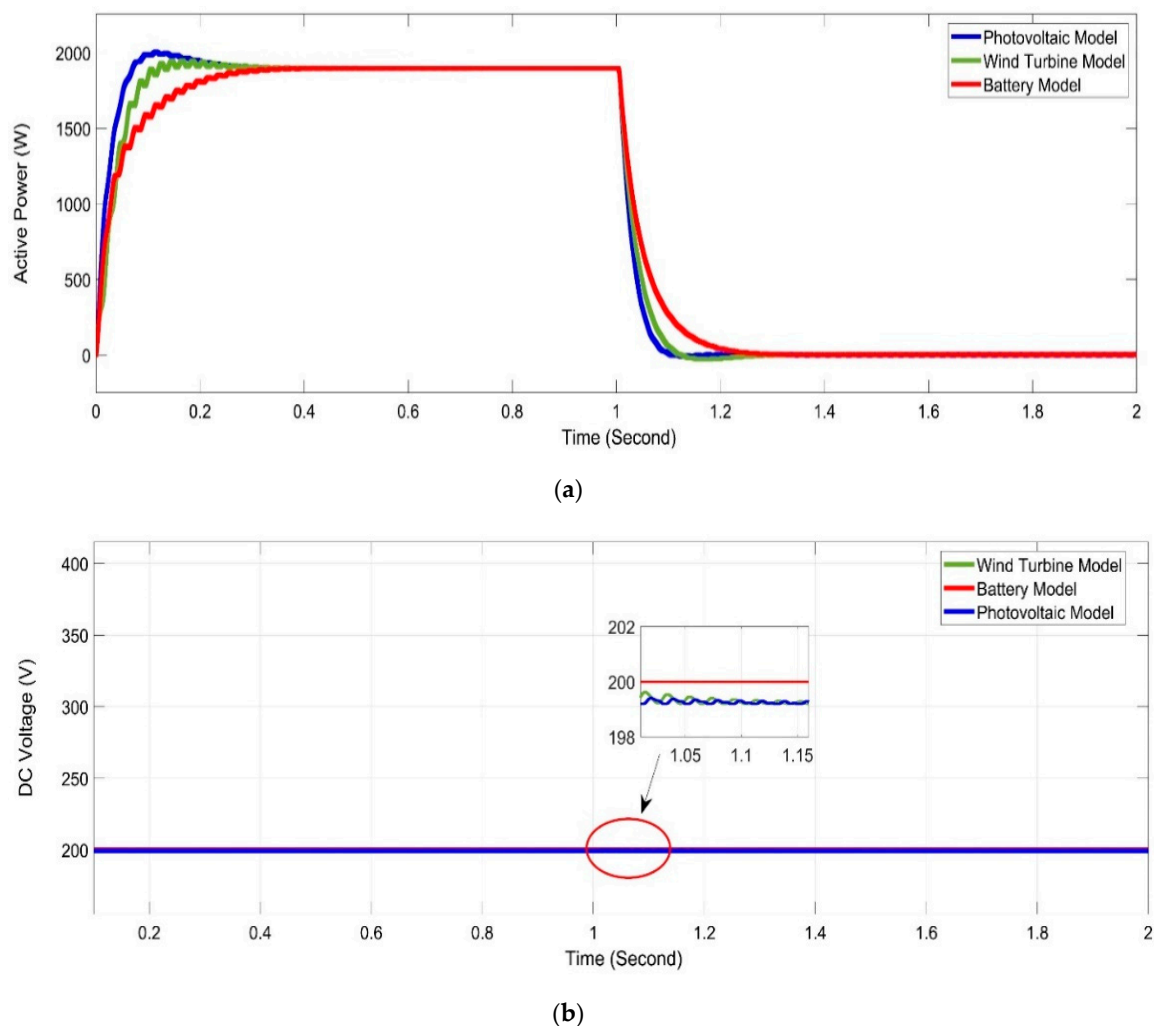 Active Power (W)
2000
1500
1000
500
0
Photovoltaic Model
Wind Turbine Model
Battery Model
0 0.2 0.4 0.6 0.8 1 1.2 1.4 1.6 1.8 2
Time (Second)
(a)
DC Voltage (V)
400
350
300
250
200
Wind Turbine Model
Battery Model
Photovoltaic Model
202
200
198
1.05 1.1 1.15
0.2 0.4 0.6 0.8 1 1.2 1.4 1.6 1.8 2
Time (Second)
(b)